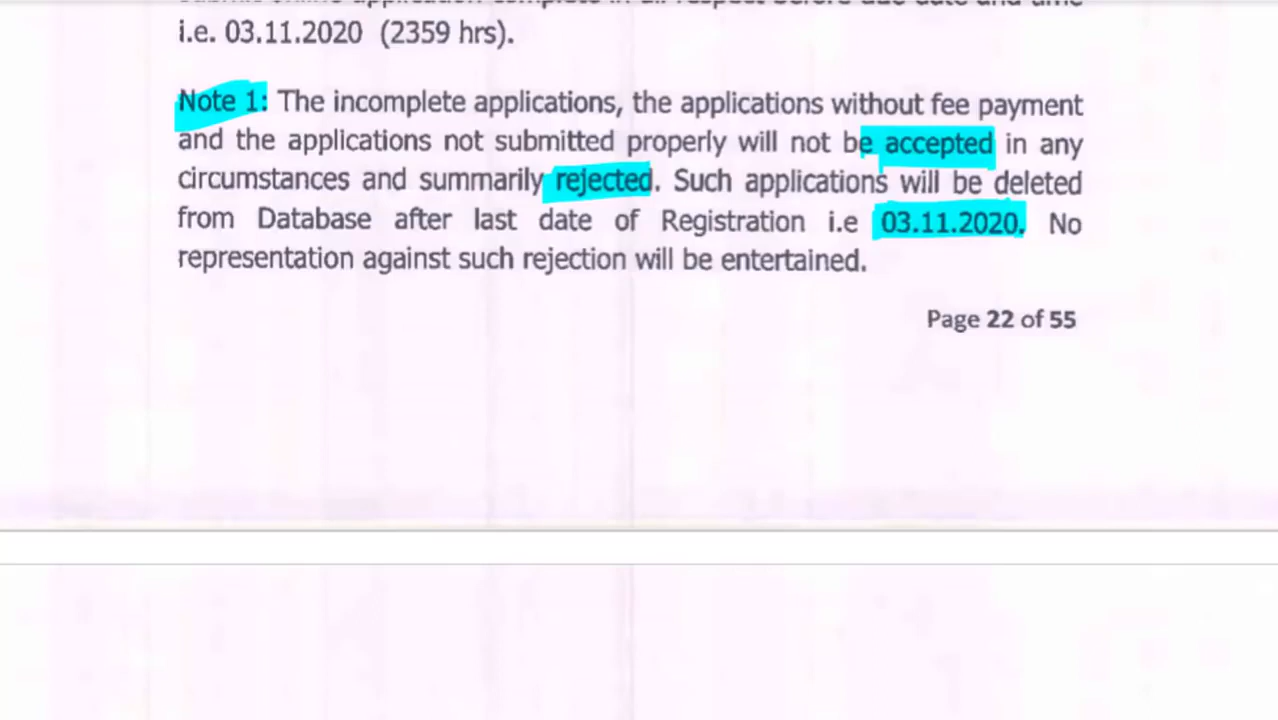 i.e. 03.11.2020 (2359 hrs).
Note 1: The incomplete applications, the applications without fee payment
and the applications not submitted properly will not be accepted in any
circumstances and summarily rejected. Such applications will be deleted
from Database after last date of Registration i.e 03.11.2020. No
representation against such rejection will be entertained.
Page 22 of 55